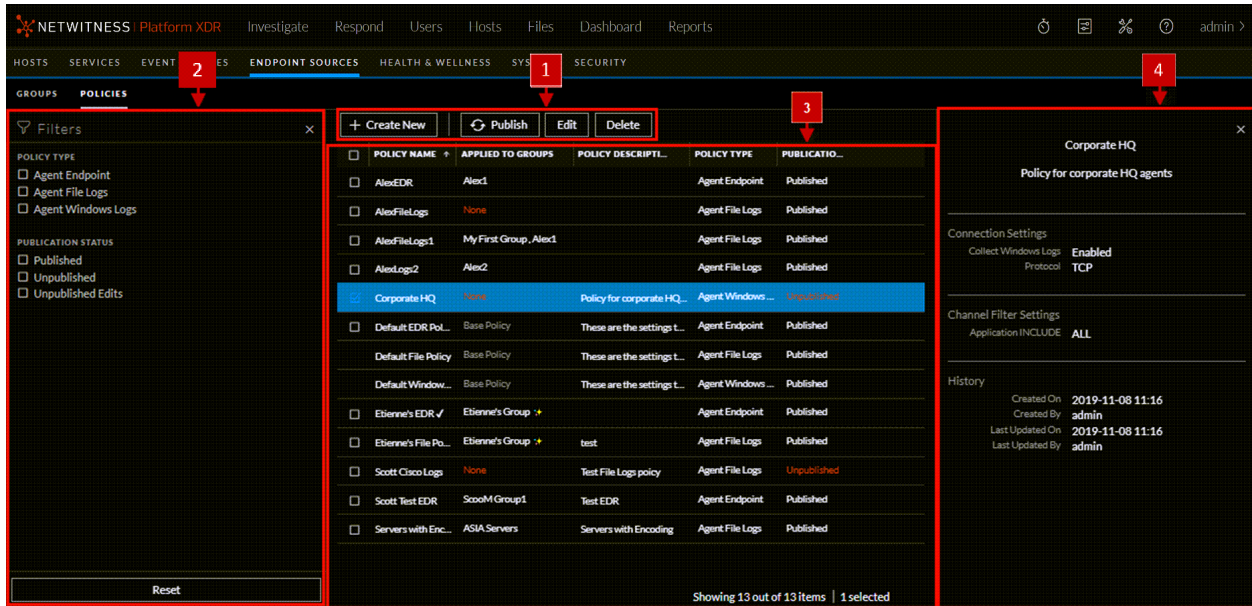 NETWITNESS Platform XDR Investigate Respond Users Hosts Files Dashboard Reports admin >
HOSTS SERVICES EVENT ES ENDPOINT SOURCES HEALTH & WELLNESS SYS SECURITY
2
1
4
GROUPS POLICIES
3
Filters ×
POLICY TYPE
Agent Endpoint
Agent File Logs
Agent Windows Logs
PUBLICATION STATUS
Published
Unpublished
Unpublished Edits
Reset
+ Create New Publish Edit Delete
POLICY NAME ↑ APPLIED TO GROUPS POLICY DESCRIPTI... POLICY TYPE PUBLICATIO...
AlexEDR Alex1 Agent Endpoint Published
AlexFileLogs None Agent File Logs Published
AlexFileLogs1 My First Group , Alex1 Agent File Logs Published
AlexLogs2 Alex2 Agent File Logs Published
Corporate HQ None Policy for corporate HQ... Agent Windows ... Unpublished
Default EDR Pol... Base Policy These are the settings t... Agent Endpoint Published
Default File Policy Base Policy These are the settings t... Agent File Logs Published
Default Window... Base Policy These are the settings t... Agent Windows ... Published
Etienne's EDR ✓ Etienne's Group ✨ Agent Endpoint Published
Etienne's File Po... Etienne's Group ✨ test Agent File Logs Published
Scott Cisco Logs None Test File Logs poicy Agent File Logs Unpublished
Scott Test EDR ScooM Group1 Test EDR Agent Endpoint Published
Servers with Enc... ASIA Servers Servers with Encoding Agent File Logs Published
Showing 13 out of 13 items | 1 selected
×
Corporate HQ
Policy for corporate HQ agents
Connection Settings
Collect Windows Logs Enabled
Protocol TCP
Channel Filter Settings
Application INCLUDE ALL
History
Created On 2019-11-08 11:16
Created By admin
Last Updated On 2019-11-08 11:16
Last Updated By admin